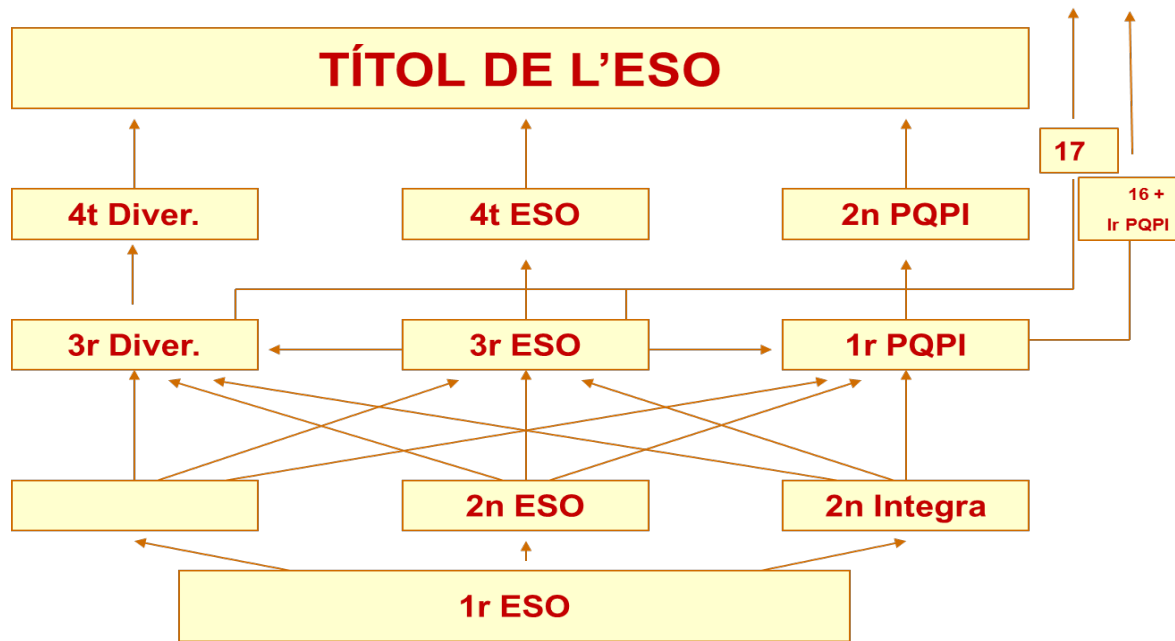 TÍTOL DE L’ESO
17
16 +
Ir PQPI
4t Diver.
4t ESO
2n PQPI
3r Diver.
3r ESO
1r PQPI
2n ESO
2n Integra
1r ESO